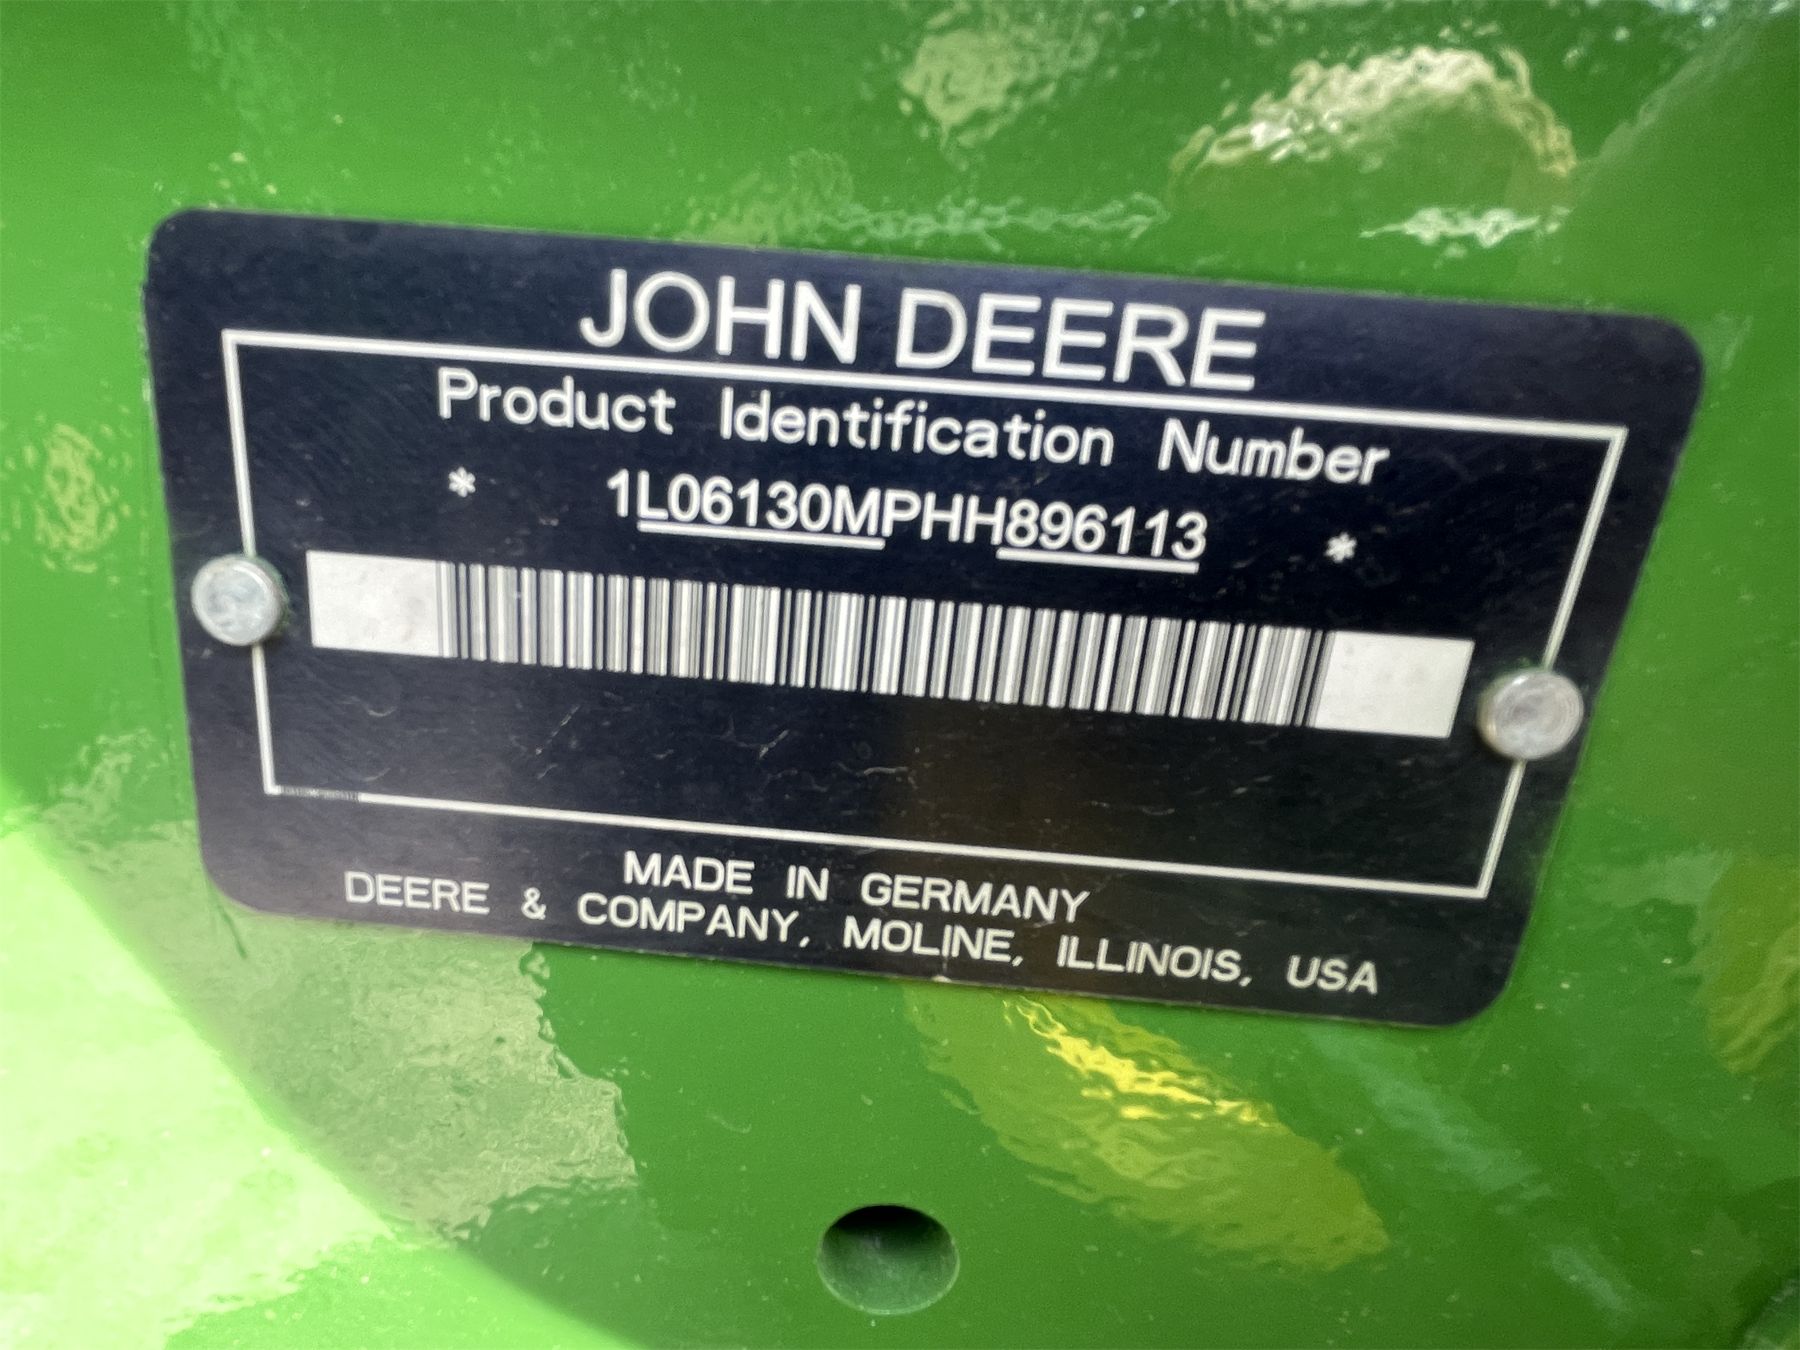 JOHN DEERE
Product Identification Number
* 1L06130MPHH896113 *
MADE IN GERMANY
DEERE & COMPANY, MOLINE, ILLINOIS, USA